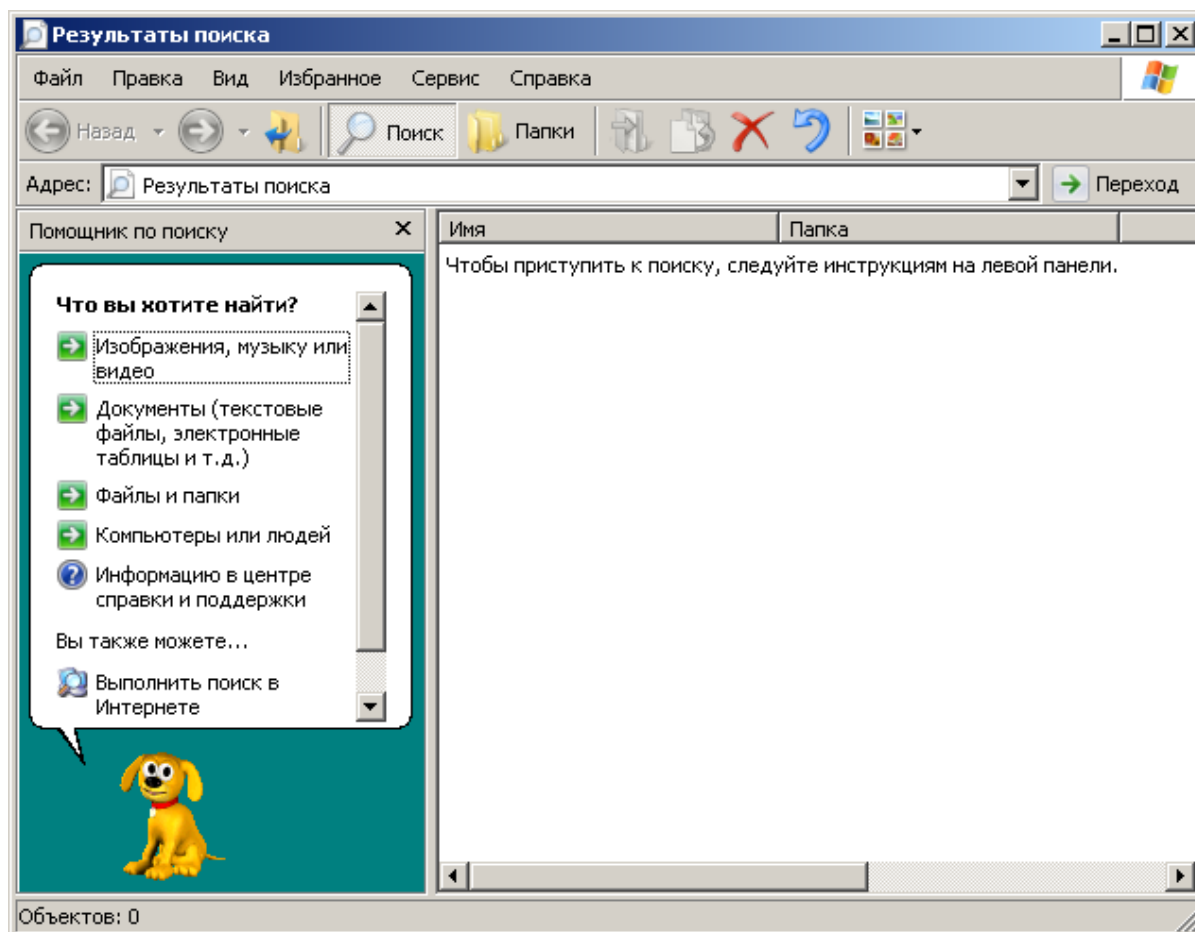 Результаты поиска
Файл Правка Вид Избранное Сервис Справка
Назад Поиск Папки
Адрес: Результаты поиска Переход
Помощник по поиску
Что вы хотите найти?
Изображения, музыку или
видео
Документы (текстовые
файлы, электронные
таблицы и т.д.)
Файлы и папки
Компьютеры или людей
Информацию в центре
справки и поддержки
Вы также можете...
Выполнить поиск в
Интернете
Имя Папка
Чтобы приступить к поиску, следуйте инструкциям на левой панели.
Объектов: 0